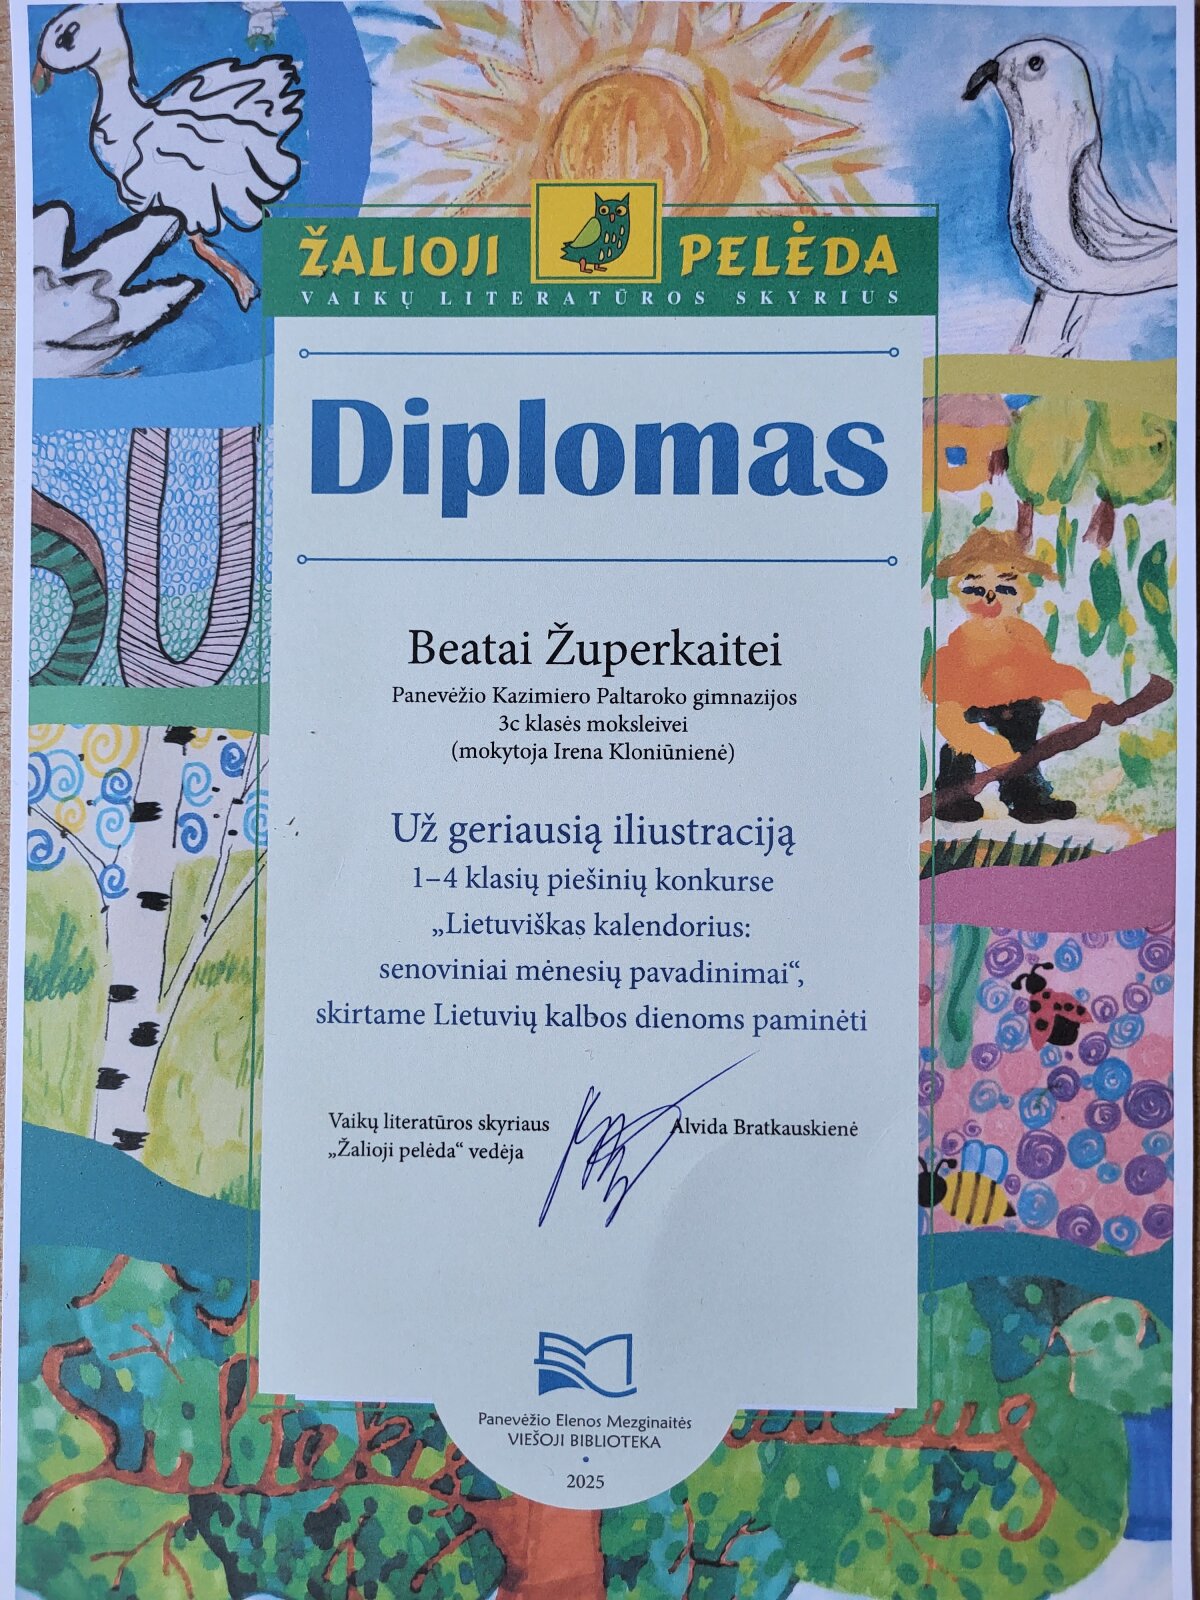 ŽALIOJI PELĖDA
VAIKŲ LITERATŪROS SKYRIUS
Diplomas
Beatai Župerkaitei
Panevėžio Kazimiero Paltaroko gimnazijos
3c klasės moksleivei
(mokytoja Irena Kloniūnienė)
Už geriausią iliustraciją
1–4 klasių piešinių konkurse
„Lietuviškas kalendorius:
senoviniai mėnesių pavadinimai“,
skirtame Lietuvių kalbos dienoms paminėti
Vaikų literatūros skyriaus
„Žalioji pelėda“ vedėja
Alvida Bratkauskienė
Panevėžio Elenos Mezginaitės
VIEŠOJI BIBLIOTEKA
2025